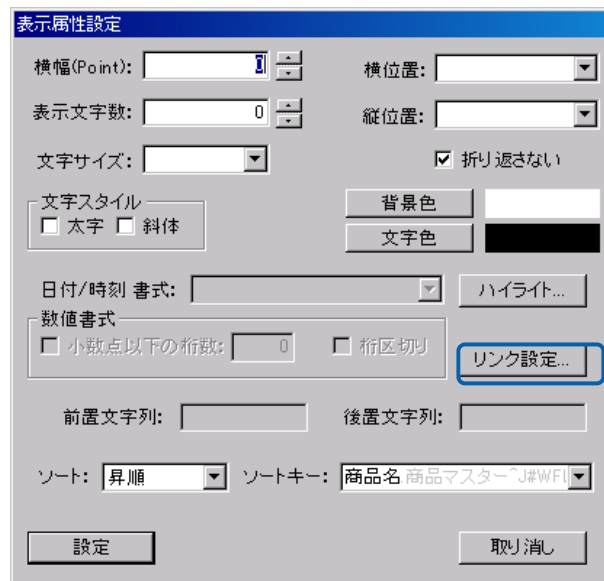 表示属性設定
横幅(Point): 0 横位置:
表示文字数: 0 縦位置:
文字サイズ: 折り返さない
文字スタイル 背景色
太字 斜体 文字色
日付/時刻 書式: ハイライト...
数値書式
小数点以下の桁数: 0 桁区切り リンク設定...
前置文字列: 後置文字列:
ソート: 昇順 ソートキー: 商品名.商品マスター^J#WFL
設定 取り消し